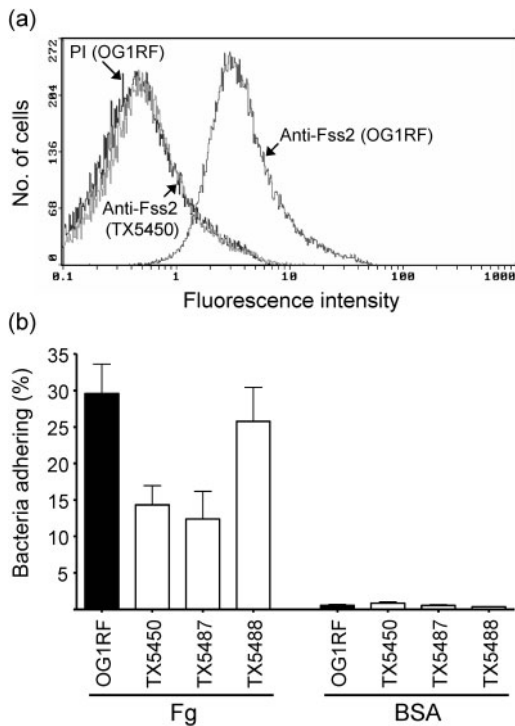 (a)
272
204
136
68
0
No. of cells
PI (OG1RF)
Anti-Fss2 (OG1RF)
Anti-Fss2
(TX5450)
0.1
1
10
100
1000
Fluorescence intensity
(b)
35
30
25
20
15
10
5
Bacteria adhering (%)
OG1RF
TX5450
TX5487
TX5488
OG1RF
TX5450
TX5487
TX5488
Fg
BSA